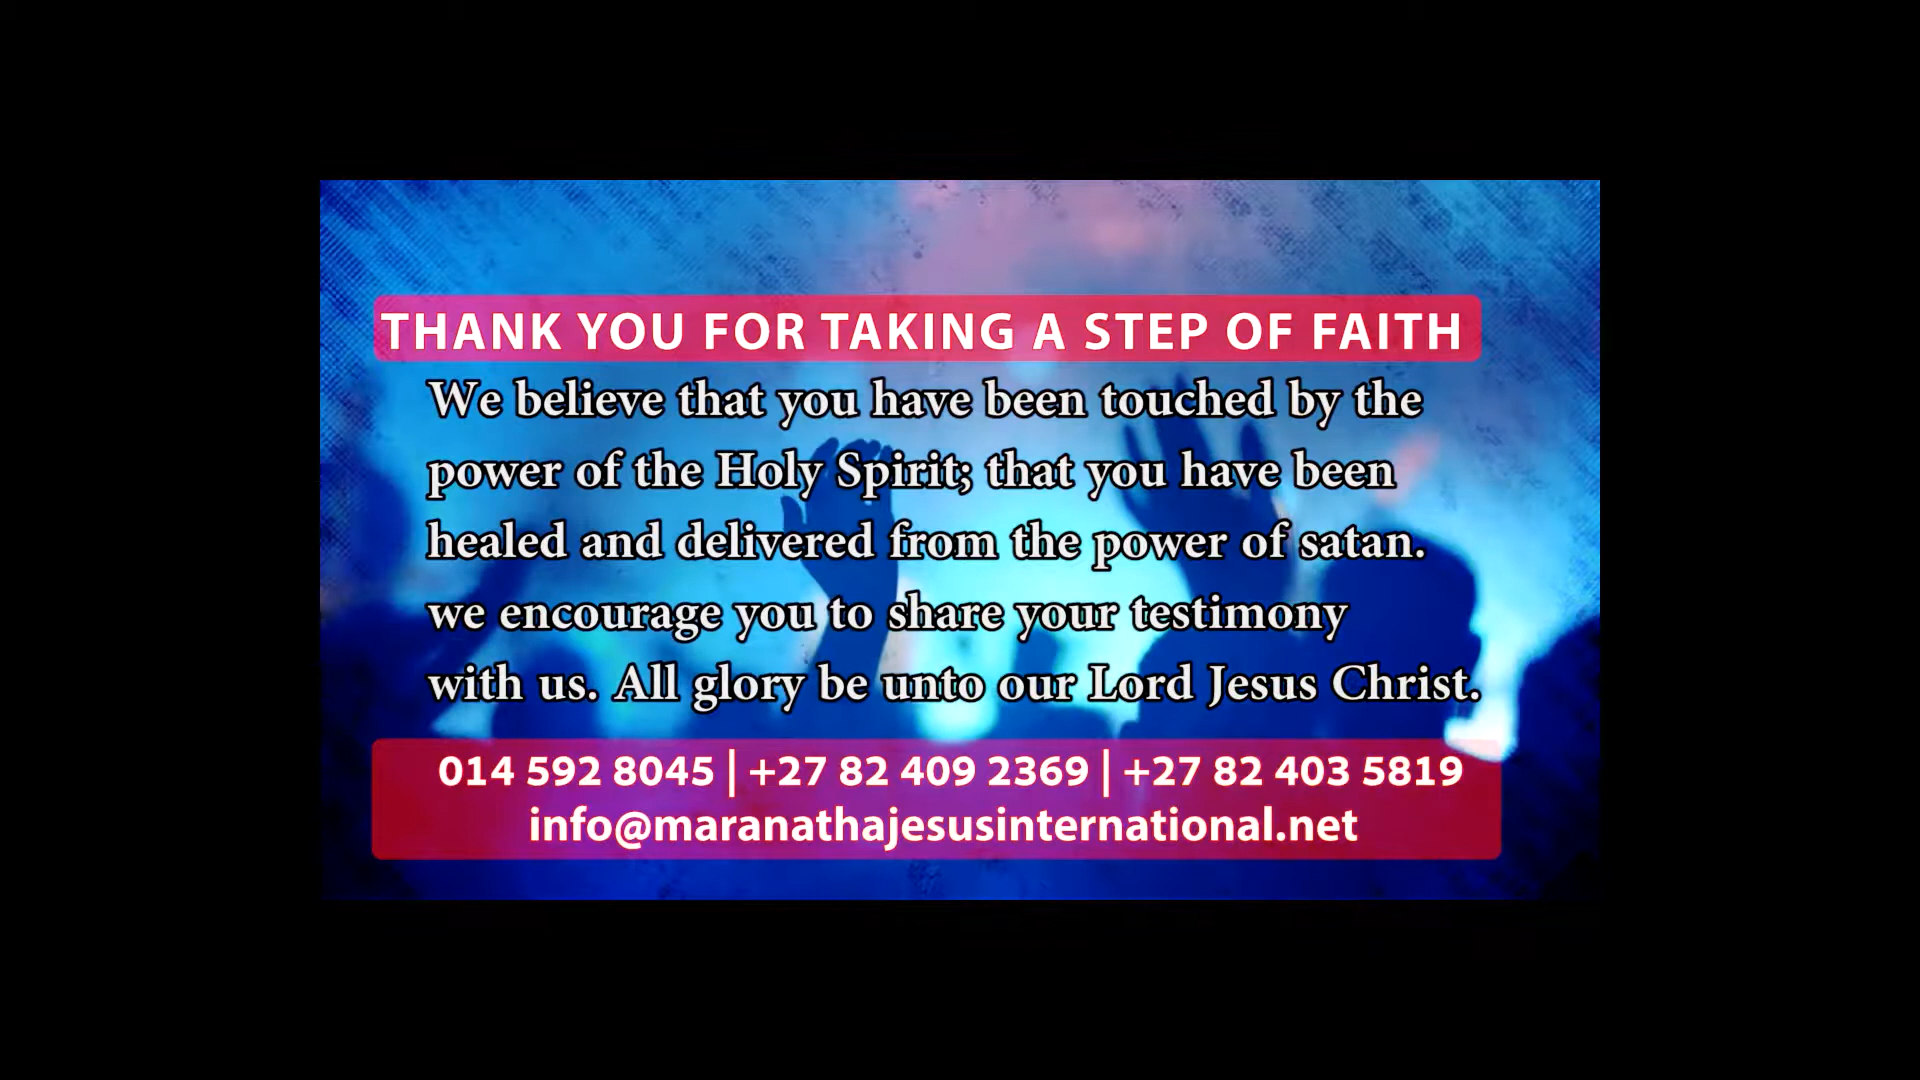 THANK YOU FOR TAKING A STEP OF FAITH
We believe that you have been touched by the
power of the Holy Spirit; that you have been
healed and delivered from the power of satan.
we encourage you to share your testimony
with us. All glory be unto our Lord Jesus Christ.
014 592 8045 | +27 82 409 2369 | +27 82 403 5819
info@maranathajesusinternational.net